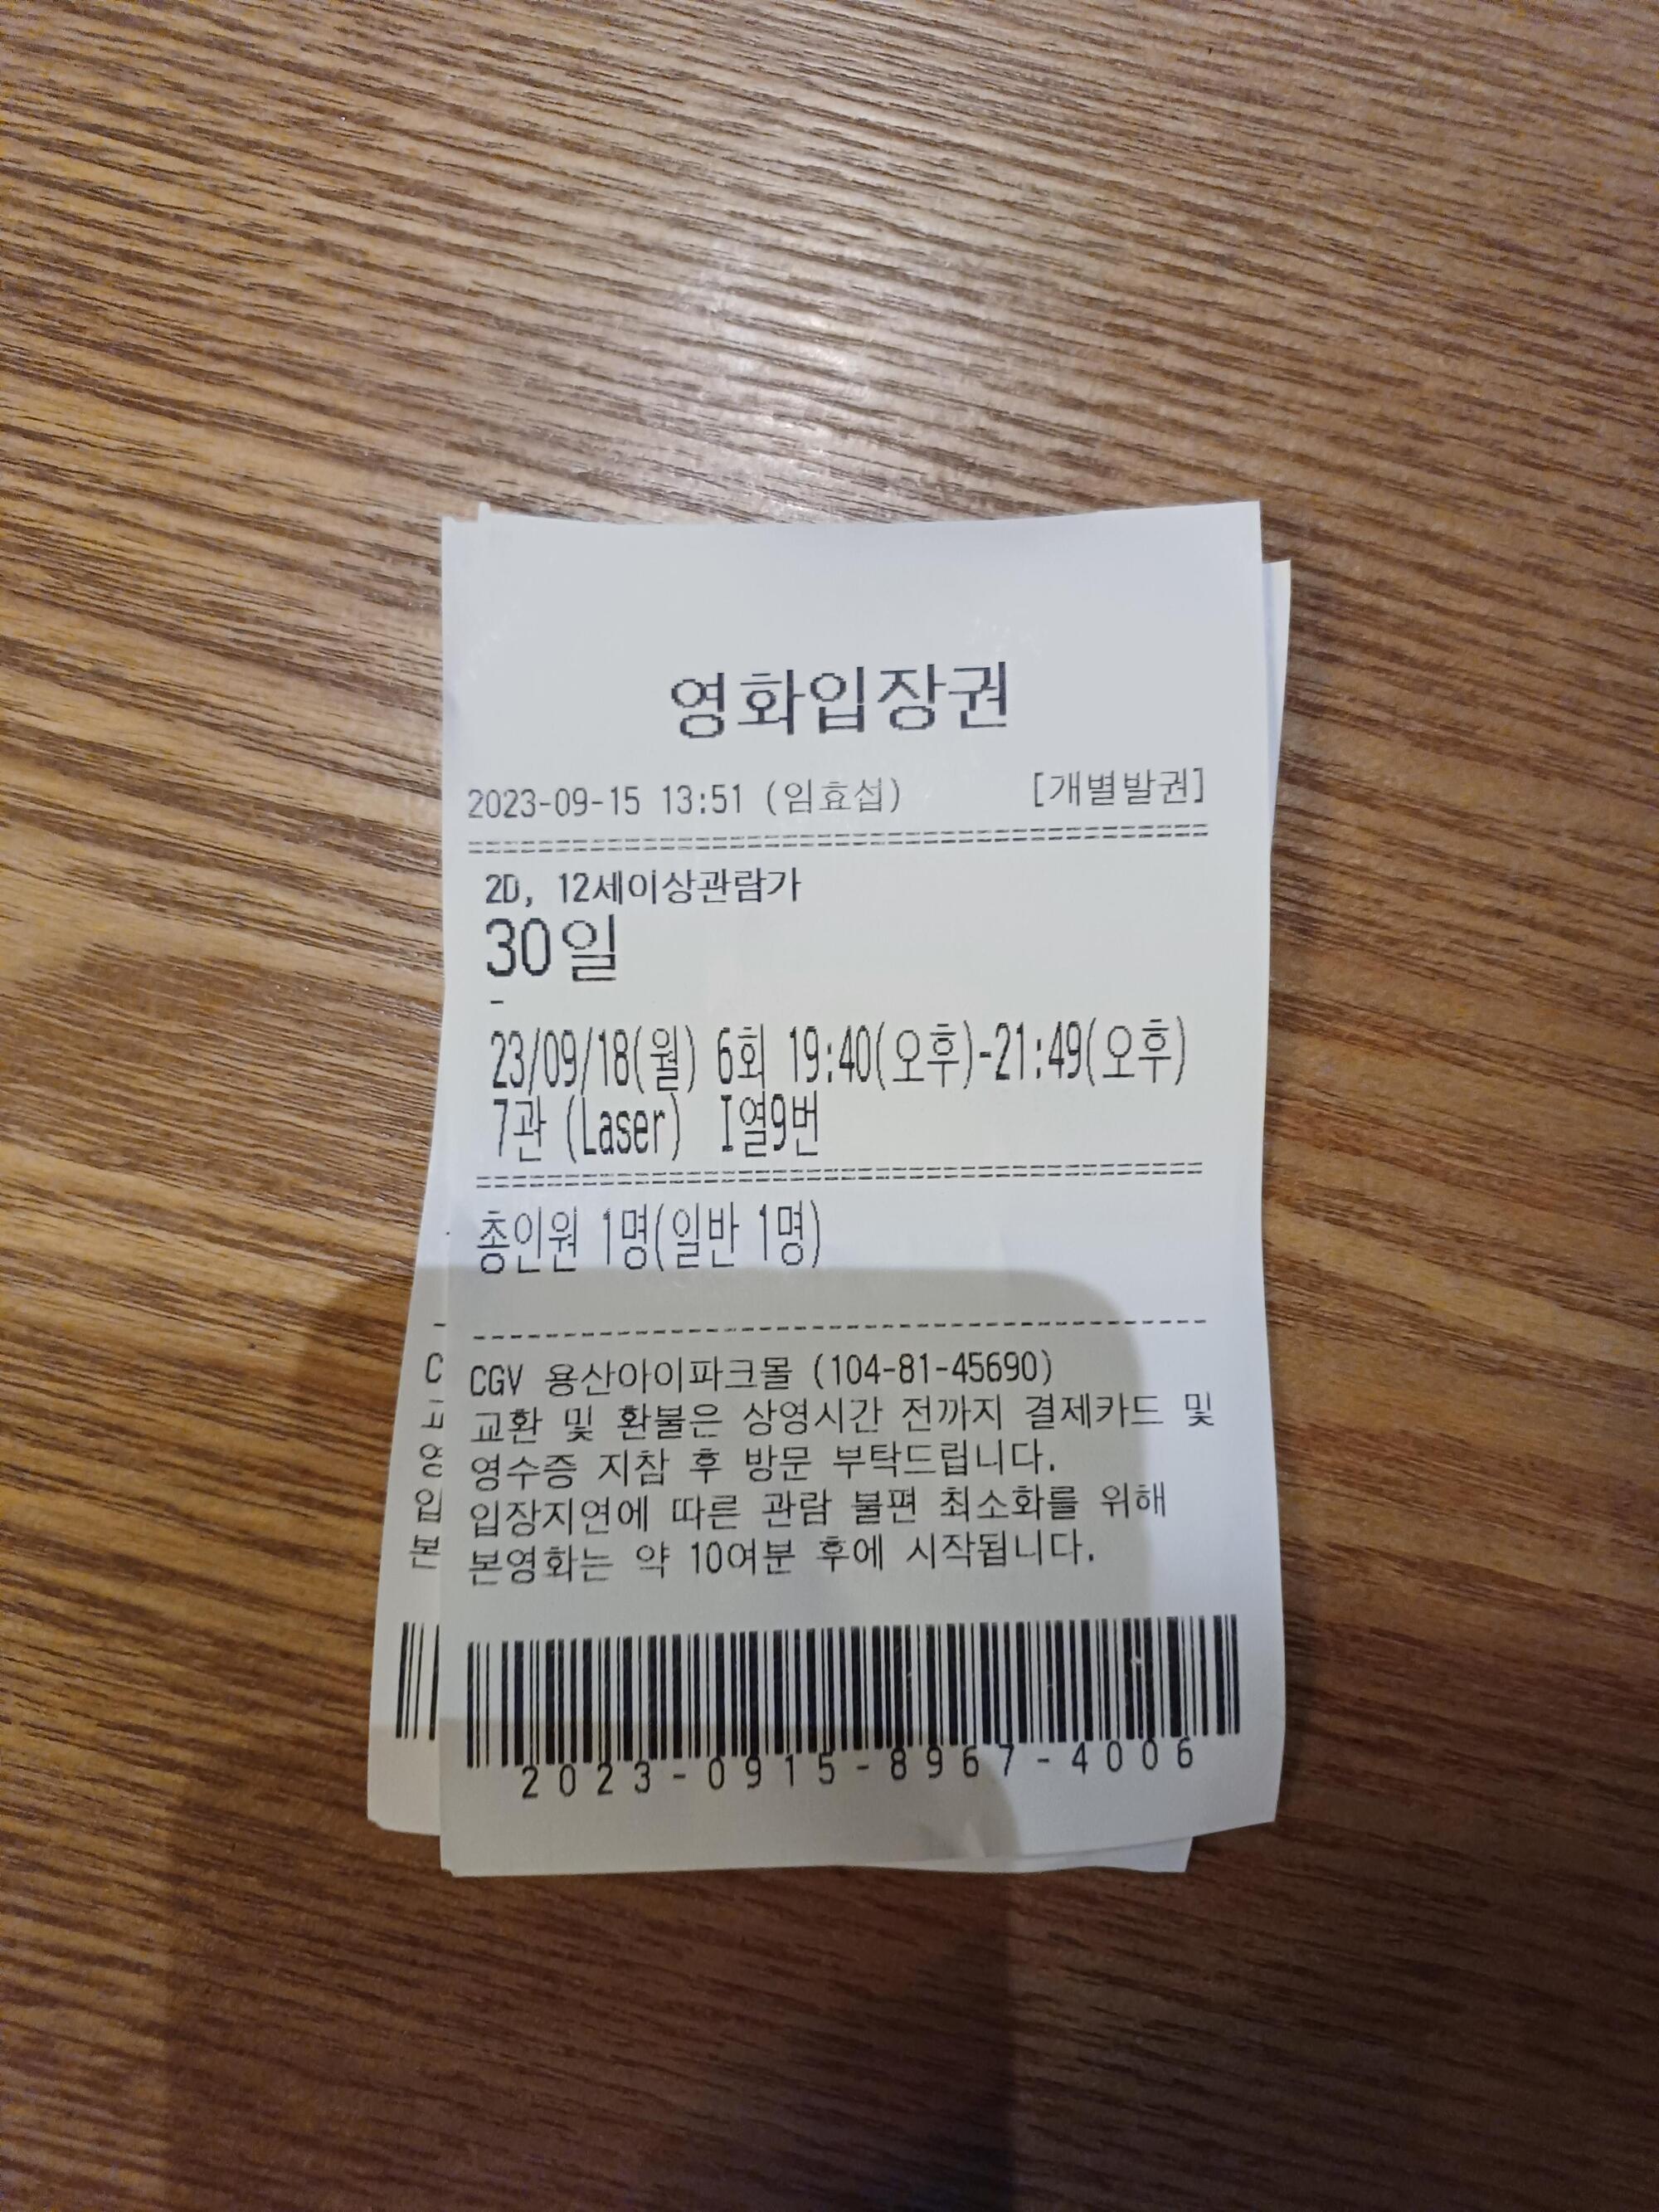 영화입장권
2023-09-15 13:51 (임효섭) [개별발권]
2D, 12세이상관람가
30일
-
23/09/18(월) 6회 19:40(오후)-21:49(오후)
7관 (Laser) I열9번
총인원 1명(일반 1명)
CGV 용산아이파크몰 (104-81-45690)
교환 및 환불은 상영시간 전까지 결제카드 및
영수증 지참 후 방문 부탁드립니다.
입장지연에 따른 관람 불편 최소화를 위해
본영화는 약 10여분 후에 시작됩니다.
2023-0915-8967-4006